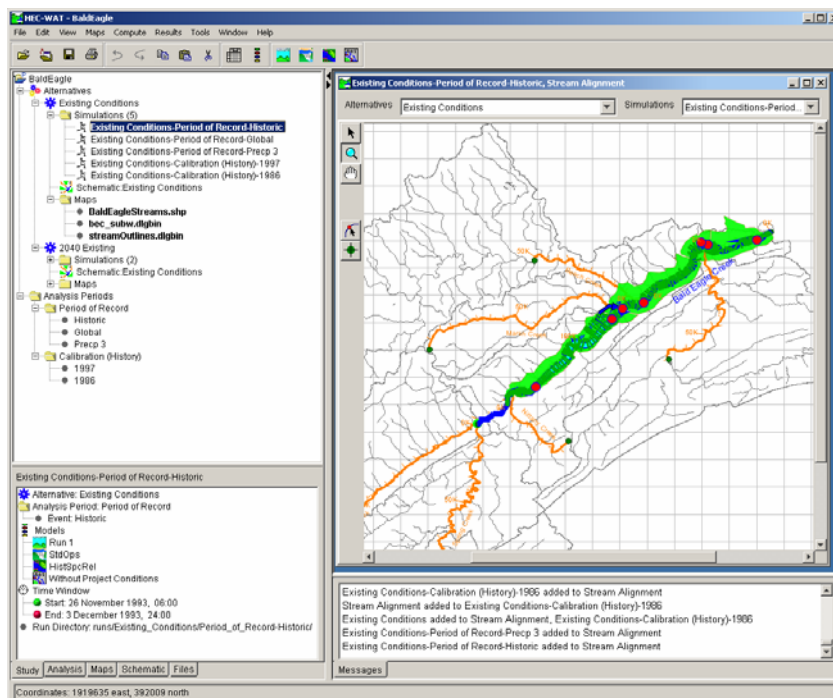 HEC-WAT - BaldEagle
File Edit View Maps Compute Results Tools Window Help
BaldEagle
Alternatives
Existing Conditions
Simulations (5)
Existing Conditions-Period of Record-Historic
Existing Conditions-Period of Record-Global
Existing Conditions-Period of Record-Precp 3
Existing Conditions-Calibration (History)-1997
Existing Conditions-Calibration (History)-1986
Schematic:Existing Conditions
Maps
BaldEagleStreams.shp
bec_subw.dlgbin
streamOutlines.dlgbin
2040 Existing
Simulations (2)
Schematic:Existing Conditions
Maps
Analysis Periods
Period of Record
Historic
Global
Precp 3
Calibration (History)
1997
1986
Existing Conditions-Period of Record-Historic
Alternative: Existing Conditions
Analysis Period: Period of Record
Event: Historic
Models
Run 1
StdOps
HistSpcRel
Without Project Conditions
Time Window
Start: 26 November 1993, 06:00
End: 3 December 1993, 24:00
Run Directory: runs/Existing_Conditions/Period_of_Record-Historic/
Study Analysis Maps Schematic Files
Existing Conditions-Period of Record-Historic, Stream Alignment
Alternatives Existing Conditions Simulations Existing Conditions-Period...
50K
Bald Eagle Creek
50K
Existing Conditions-Calibration (History)-1986 added to Stream Alignment
Stream Alignment added to Existing Conditions-Calibration (History)-1986
Existing Conditions added to Stream Alignment, Existing Conditions-Calibration (History)-1986
Existing Conditions-Period of Record-Precp 3 added to Stream Alignment
Existing Conditions-Period of Record-Historic added to Stream Alignment
Messages
Coordinates: 1919635 east, 392009 north